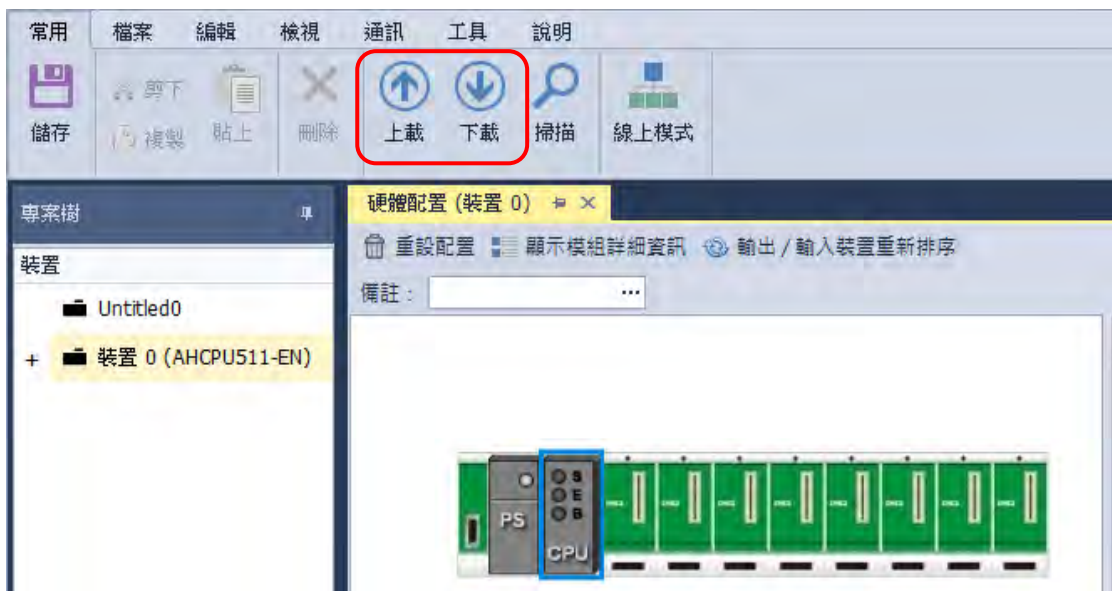 常用 檔案 編輯 檢視 通訊 工具 說明
剪下
儲存 複製 貼上 刪除 上載 下載 掃描 線上模式
專案樹
硬體配置 (裝置 0)
重設配置 顯示模組詳細資訊 輸出 / 輸入裝置重新排序
裝置
備註 : ...
Untitled0
+ 裝置 0 (AHCPU511-EN)
S
E
B
PS
CPU